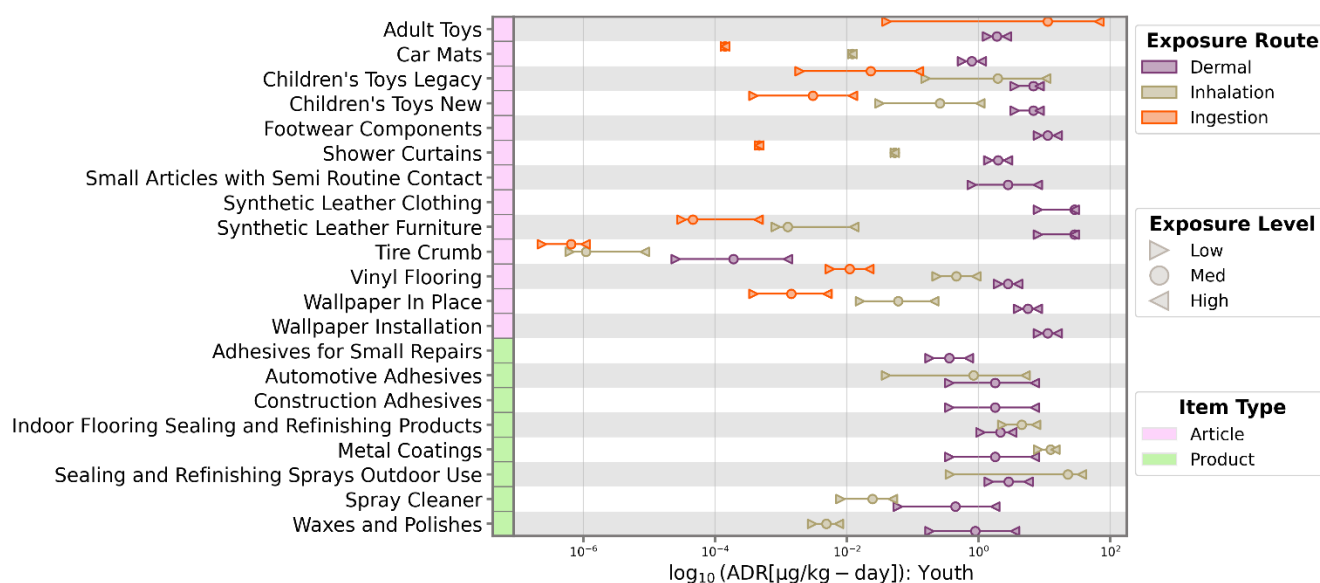 Adult Toys
Car Mats
Children's Toys Legacy
Children's Toys New
Footwear Components
Shower Curtains
Small Articles with Semi Routine Contact
Synthetic Leather Clothing
Synthetic Leather Furniture
Tire Crumb
Vinyl Flooring
Wallpaper In Place
Wallpaper Installation
Adhesives for Small Repairs
Automotive Adhesives
Construction Adhesives
Indoor Flooring Sealing and Refinishing Products
Metal Coatings
Sealing and Refinishing Sprays Outdoor Use
Spray Cleaner
Waxes and Polishes
10⁻⁶ 10⁻⁴ 10⁻² 10⁰ 10²
log₁₀ (ADR[µg/kg − day]): Youth
Exposure Route
Dermal
Inhalation
Ingestion
Exposure Level
Low
Med
High
Item Type
Article
Product